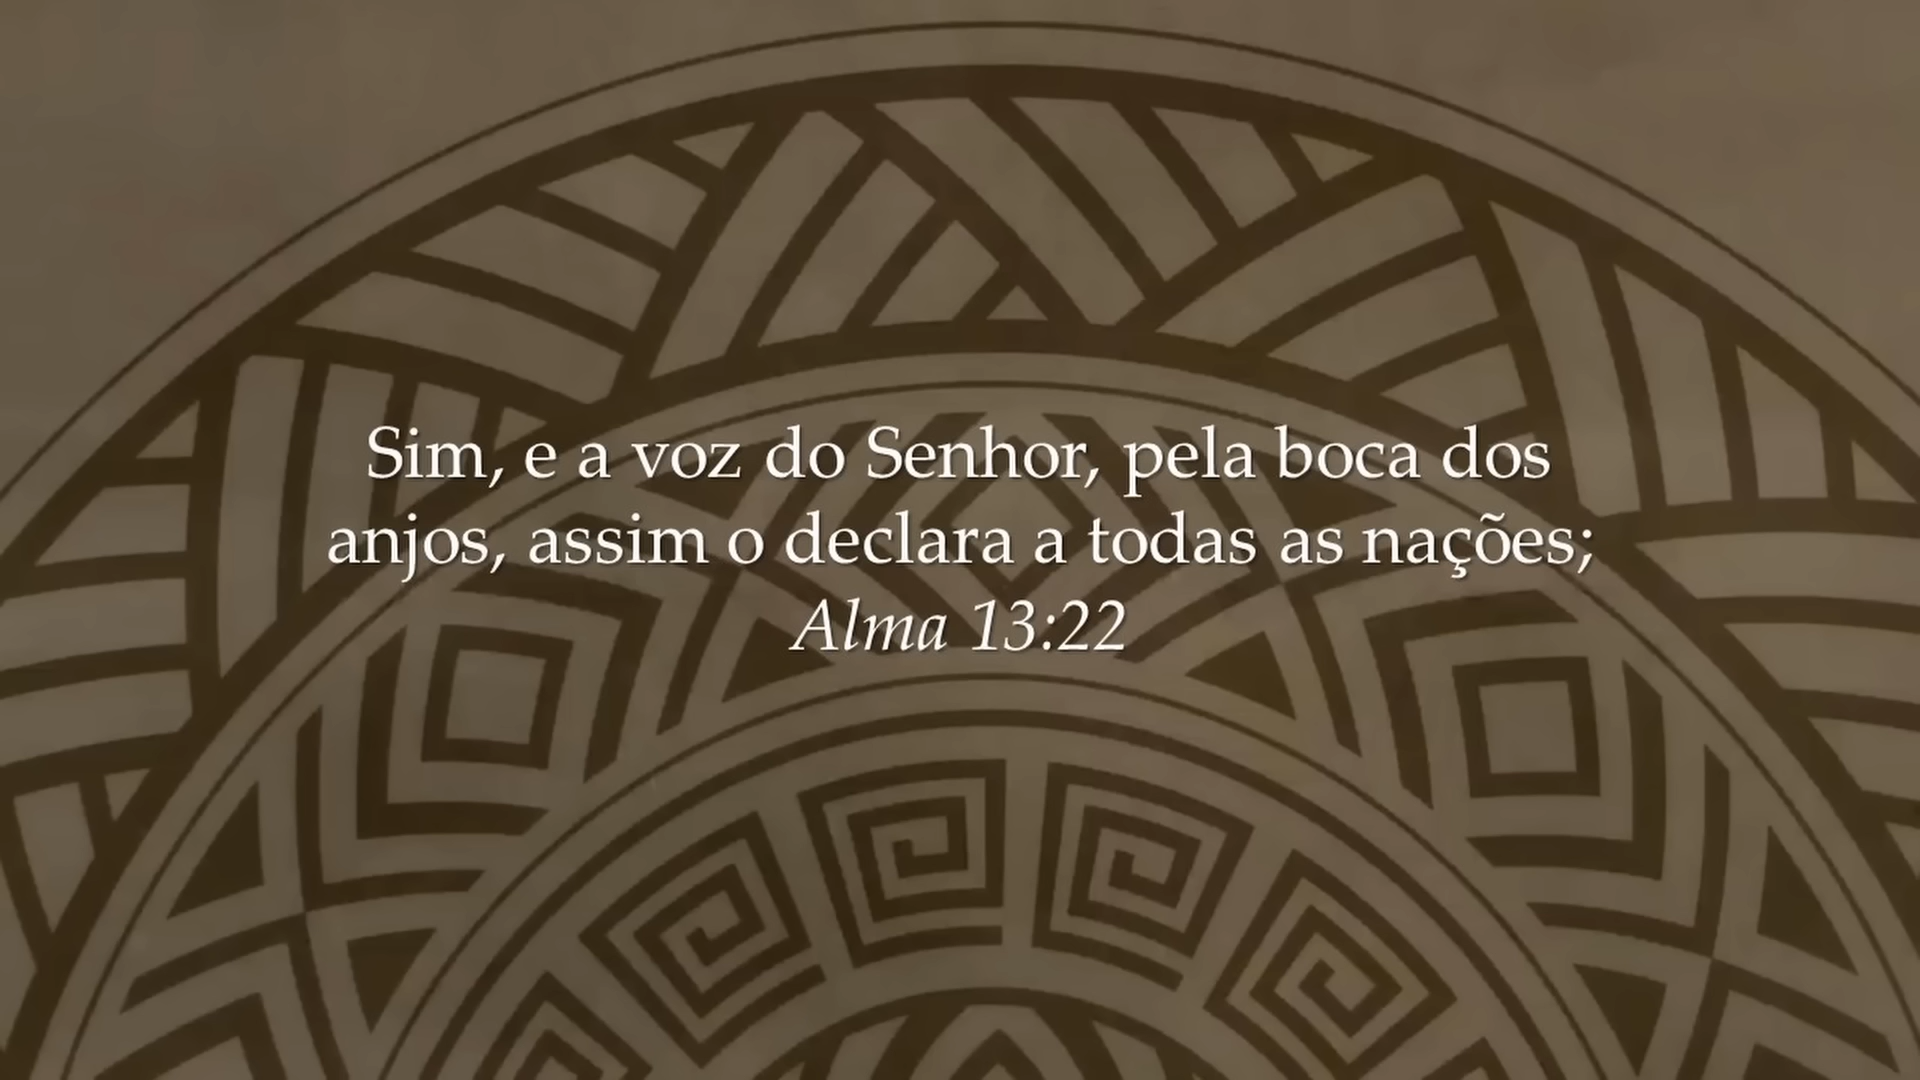 Sim, e a voz do Senhor, pela boca dos
anjos, assim o declara a todas as nações;
Alma 13:22